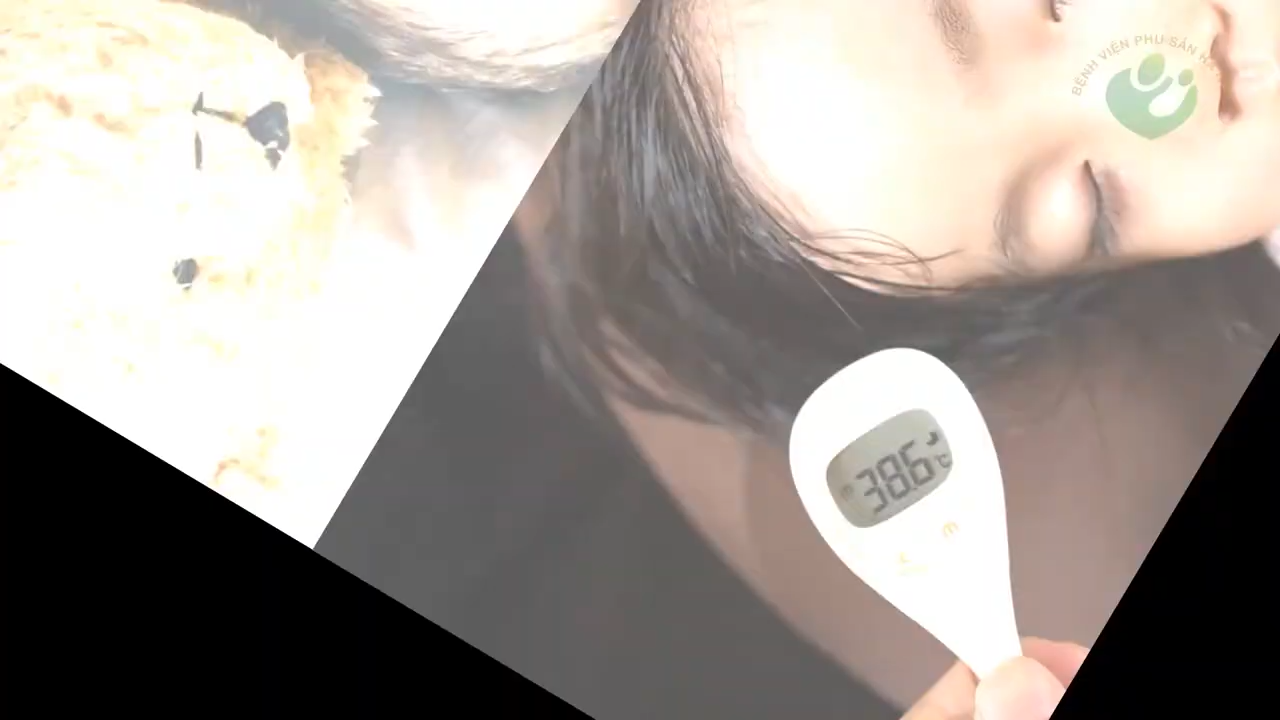 BỆNH VIỆN PHỤ SẢN
38.6 °C